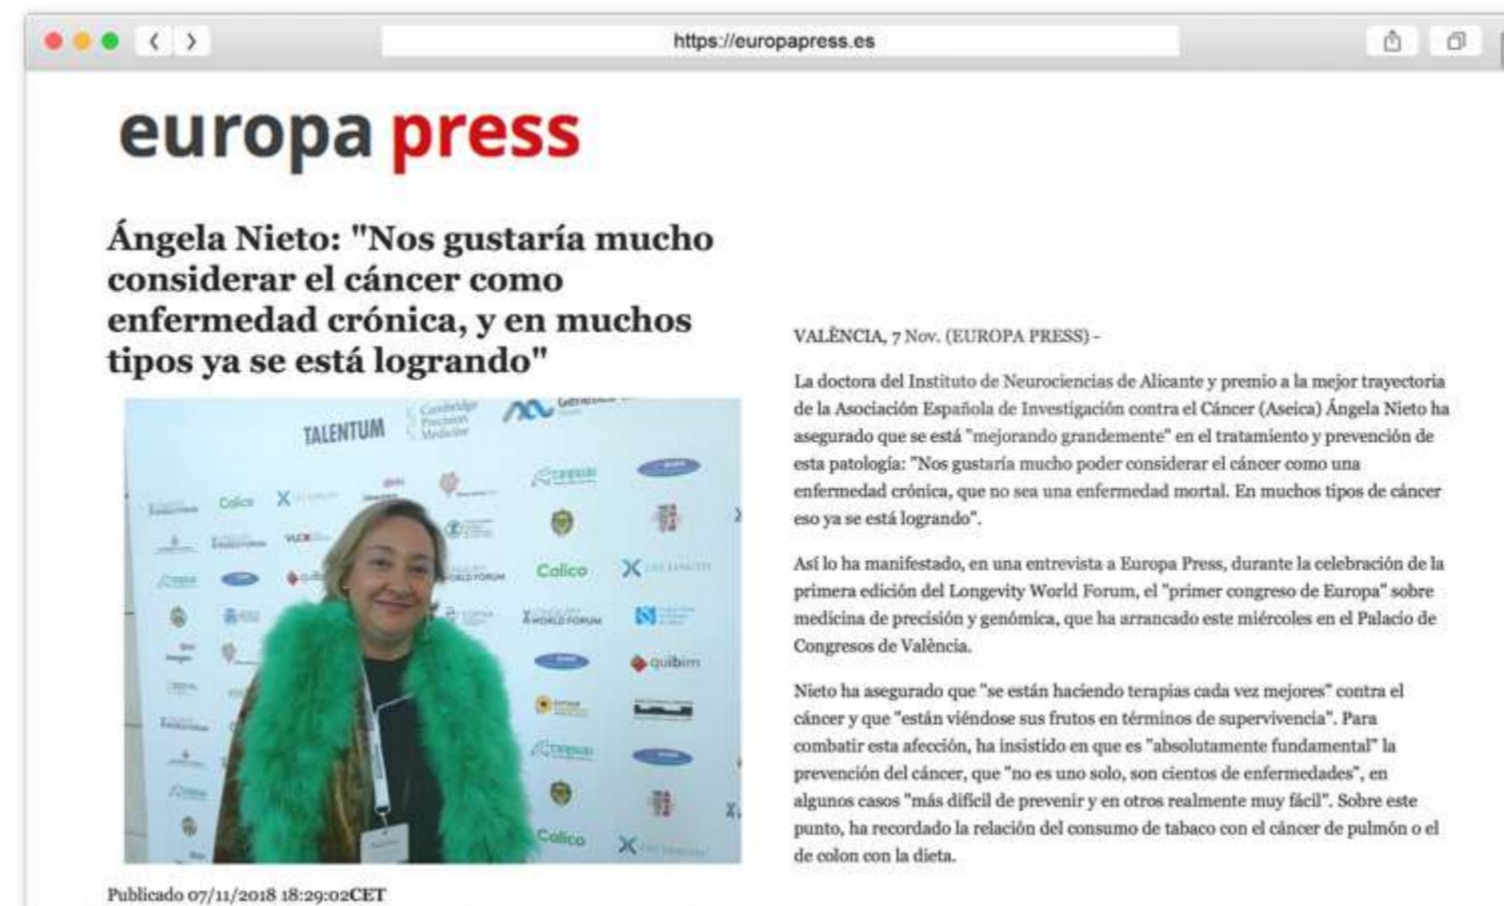 https://europapress.es
europa press
Ángela Nieto: "Nos gustaría mucho
considerar el cáncer como
enfermedad crónica, y en muchos
tipos ya se está logrando"
TALENTUM
Cambridge
Precision
Medicine
Calico
Calico
WORLD FORUM
quibim
Calico
Publicado 07/11/2018 18:29:02CET
VALÈNCIA, 7 Nov. (EUROPA PRESS) -
La doctora del Instituto de Neurociencias de Alicante y premio a la mejor trayectoria
de la Asociación Española de Investigación contra el Cáncer (Aseica) Ángela Nieto ha
asegurado que se está "mejorando grandemente" en el tratamiento y prevención de
esta patología: "Nos gustaría mucho poder considerar el cáncer como una
enfermedad crónica, que no sea una enfermedad mortal. En muchos tipos de cáncer
eso ya se está logrando".
Así lo ha manifestado, en una entrevista a Europa Press, durante la celebración de la
primera edición del Longevity World Forum, el "primer congreso de Europa" sobre
medicina de precisión y genómica, que ha arrancado este miércoles en el Palacio de
Congresos de València.
Nieto ha asegurado que "se están haciendo terapias cada vez mejores" contra el
cáncer y que "están viéndose sus frutos en términos de supervivencia". Para
combatir esta afección, ha insistido en que es "absolutamente fundamental" la
prevención del cáncer, que "no es uno solo, son cientos de enfermedades", en
algunos casos "más difícil de prevenir y en otros realmente muy fácil". Sobre este
punto, ha recordado la relación del consumo de tabaco con el cáncer de pulmón o el
de colon con la dieta.